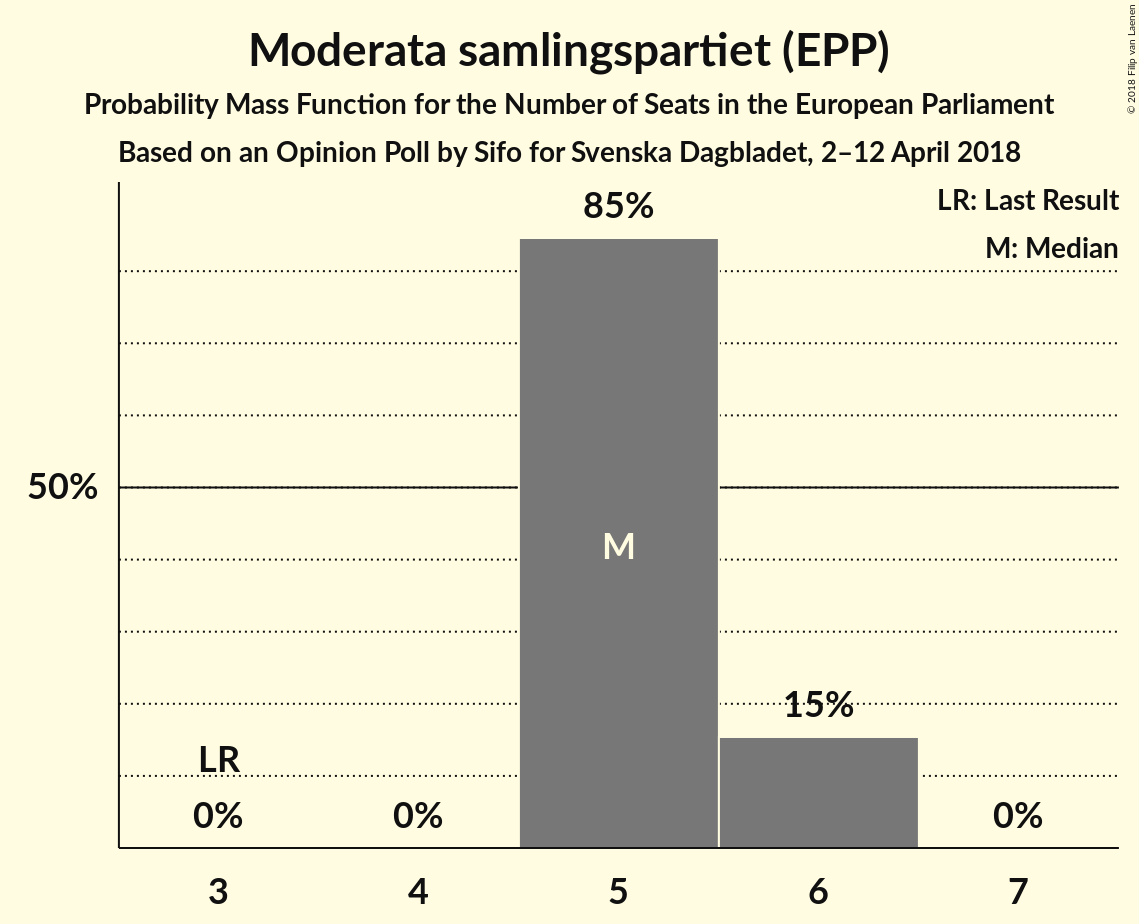 Moderata samlingspartiet (EPP)
Probability Mass Function for the Number of Seats in the European Parliament
Based on an Opinion Poll by Sifo for Svenska Dagbladet, 2–12 April 2018
© 2018 Filip van Laenen
LR: Last Result
M: Median
85%
50%
M
15%
LR
0%
0%
0%
3
4
5
6
7